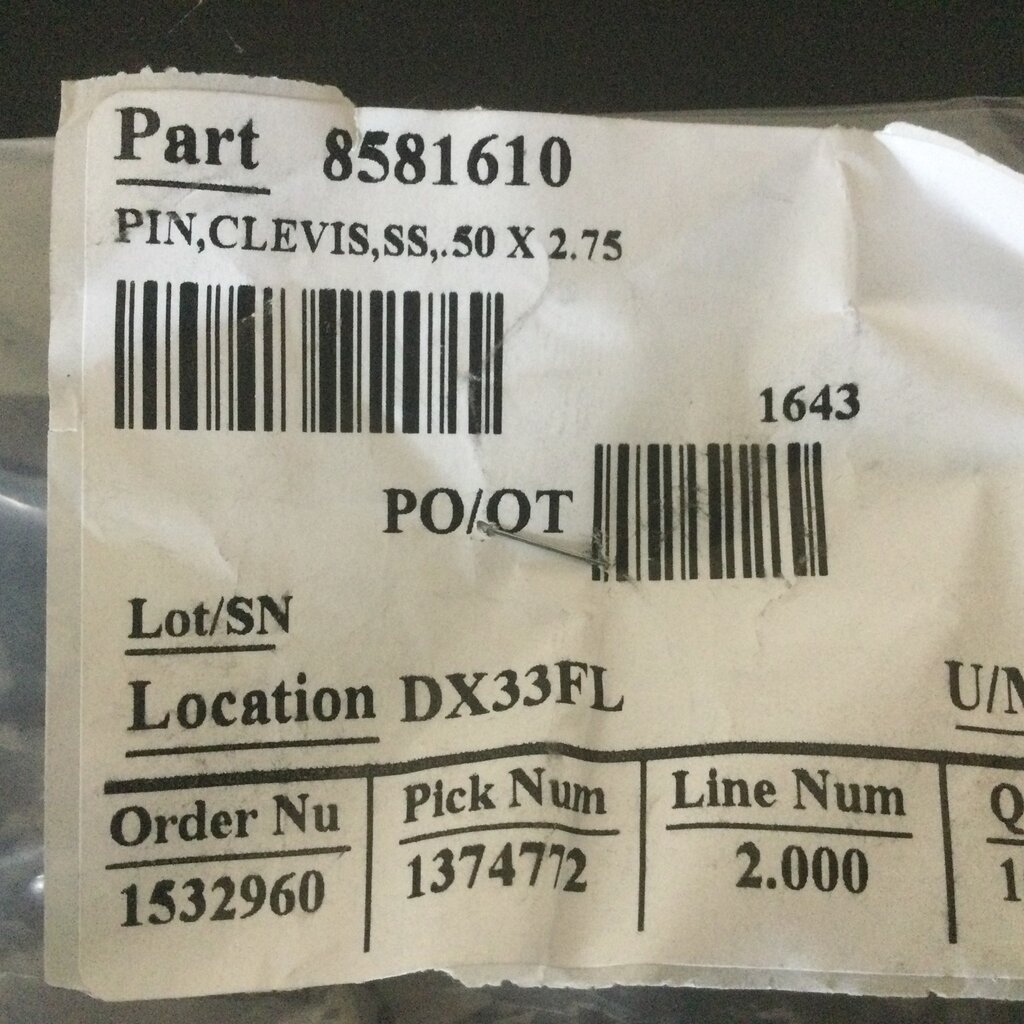 Part 8581610
PIN,CLEVIS,SS,.50 X 2.75
1643
PO/OT
Lot/SN
Location DX33FL
Order Nu Pick Num Line Num
1532960 1374772 2.000